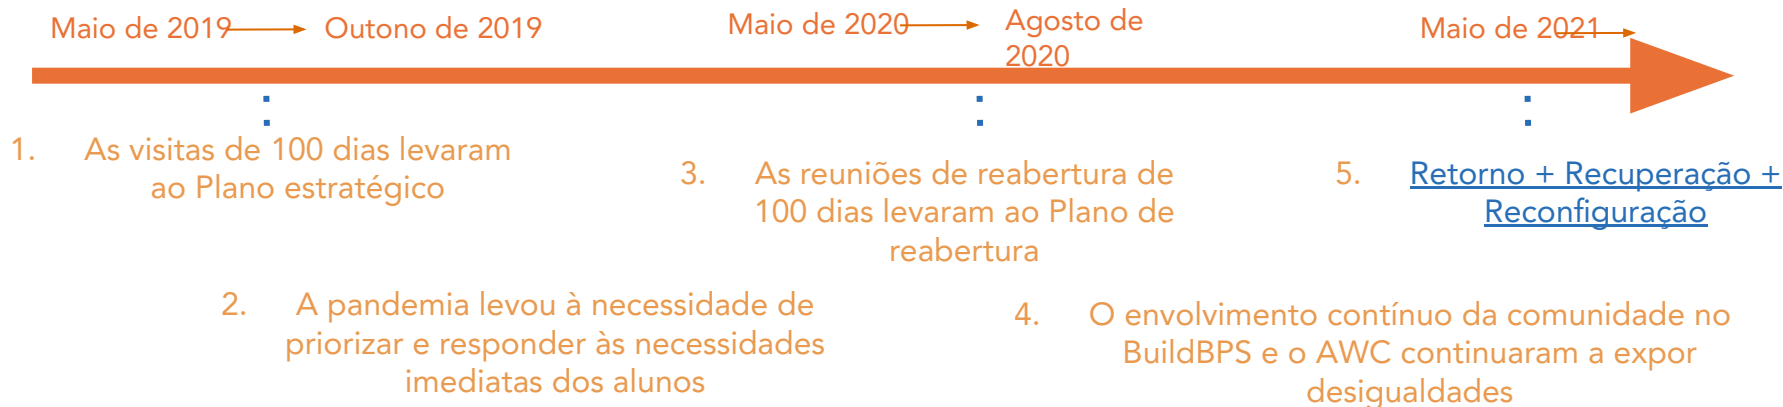 Maio de 2019
Outono de 2019
Maio de 2020
Agosto de
2020
Maio de 2021
1. As visitas de 100 dias levaram
ao Plano estratégico
2. A pandemia levou à necessidade de
priorizar e responder às necessidades
imediatas dos alunos
3. As reuniões de reabertura de
100 dias levaram ao Plano de
reabertura
4. O envolvimento contínuo da comunidade no
BuildBPS e o AWC continuaram a expor
desigualdades
5. Retorno + Recuperação +
Reconfiguração